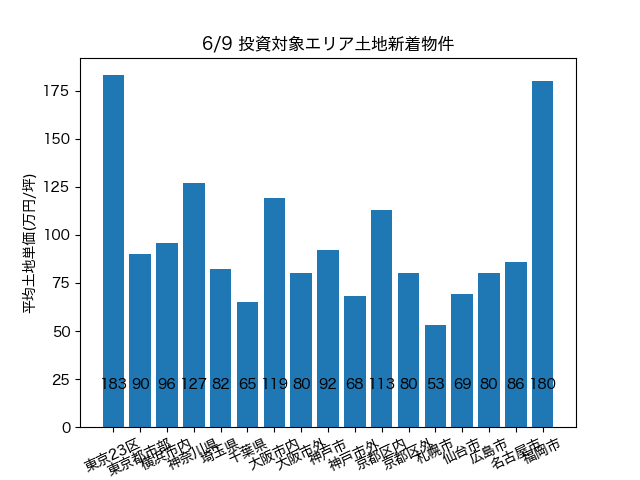 6/9 投資対象エリア土地新着物件
平均土地単価(万円/坪)
175
150
125
100
75
50
25
0
183 90 96 127 82 65 119 80 92 68 113 80 53 69 80 86 180
東京23区
東京都市部
横浜市内
神奈川県
埼玉県
千葉県
大阪市内
大阪市外
神戸市
神戸市外
京都区内
京都区外
札幌市
仙台市
広島市
名古屋市
福岡市